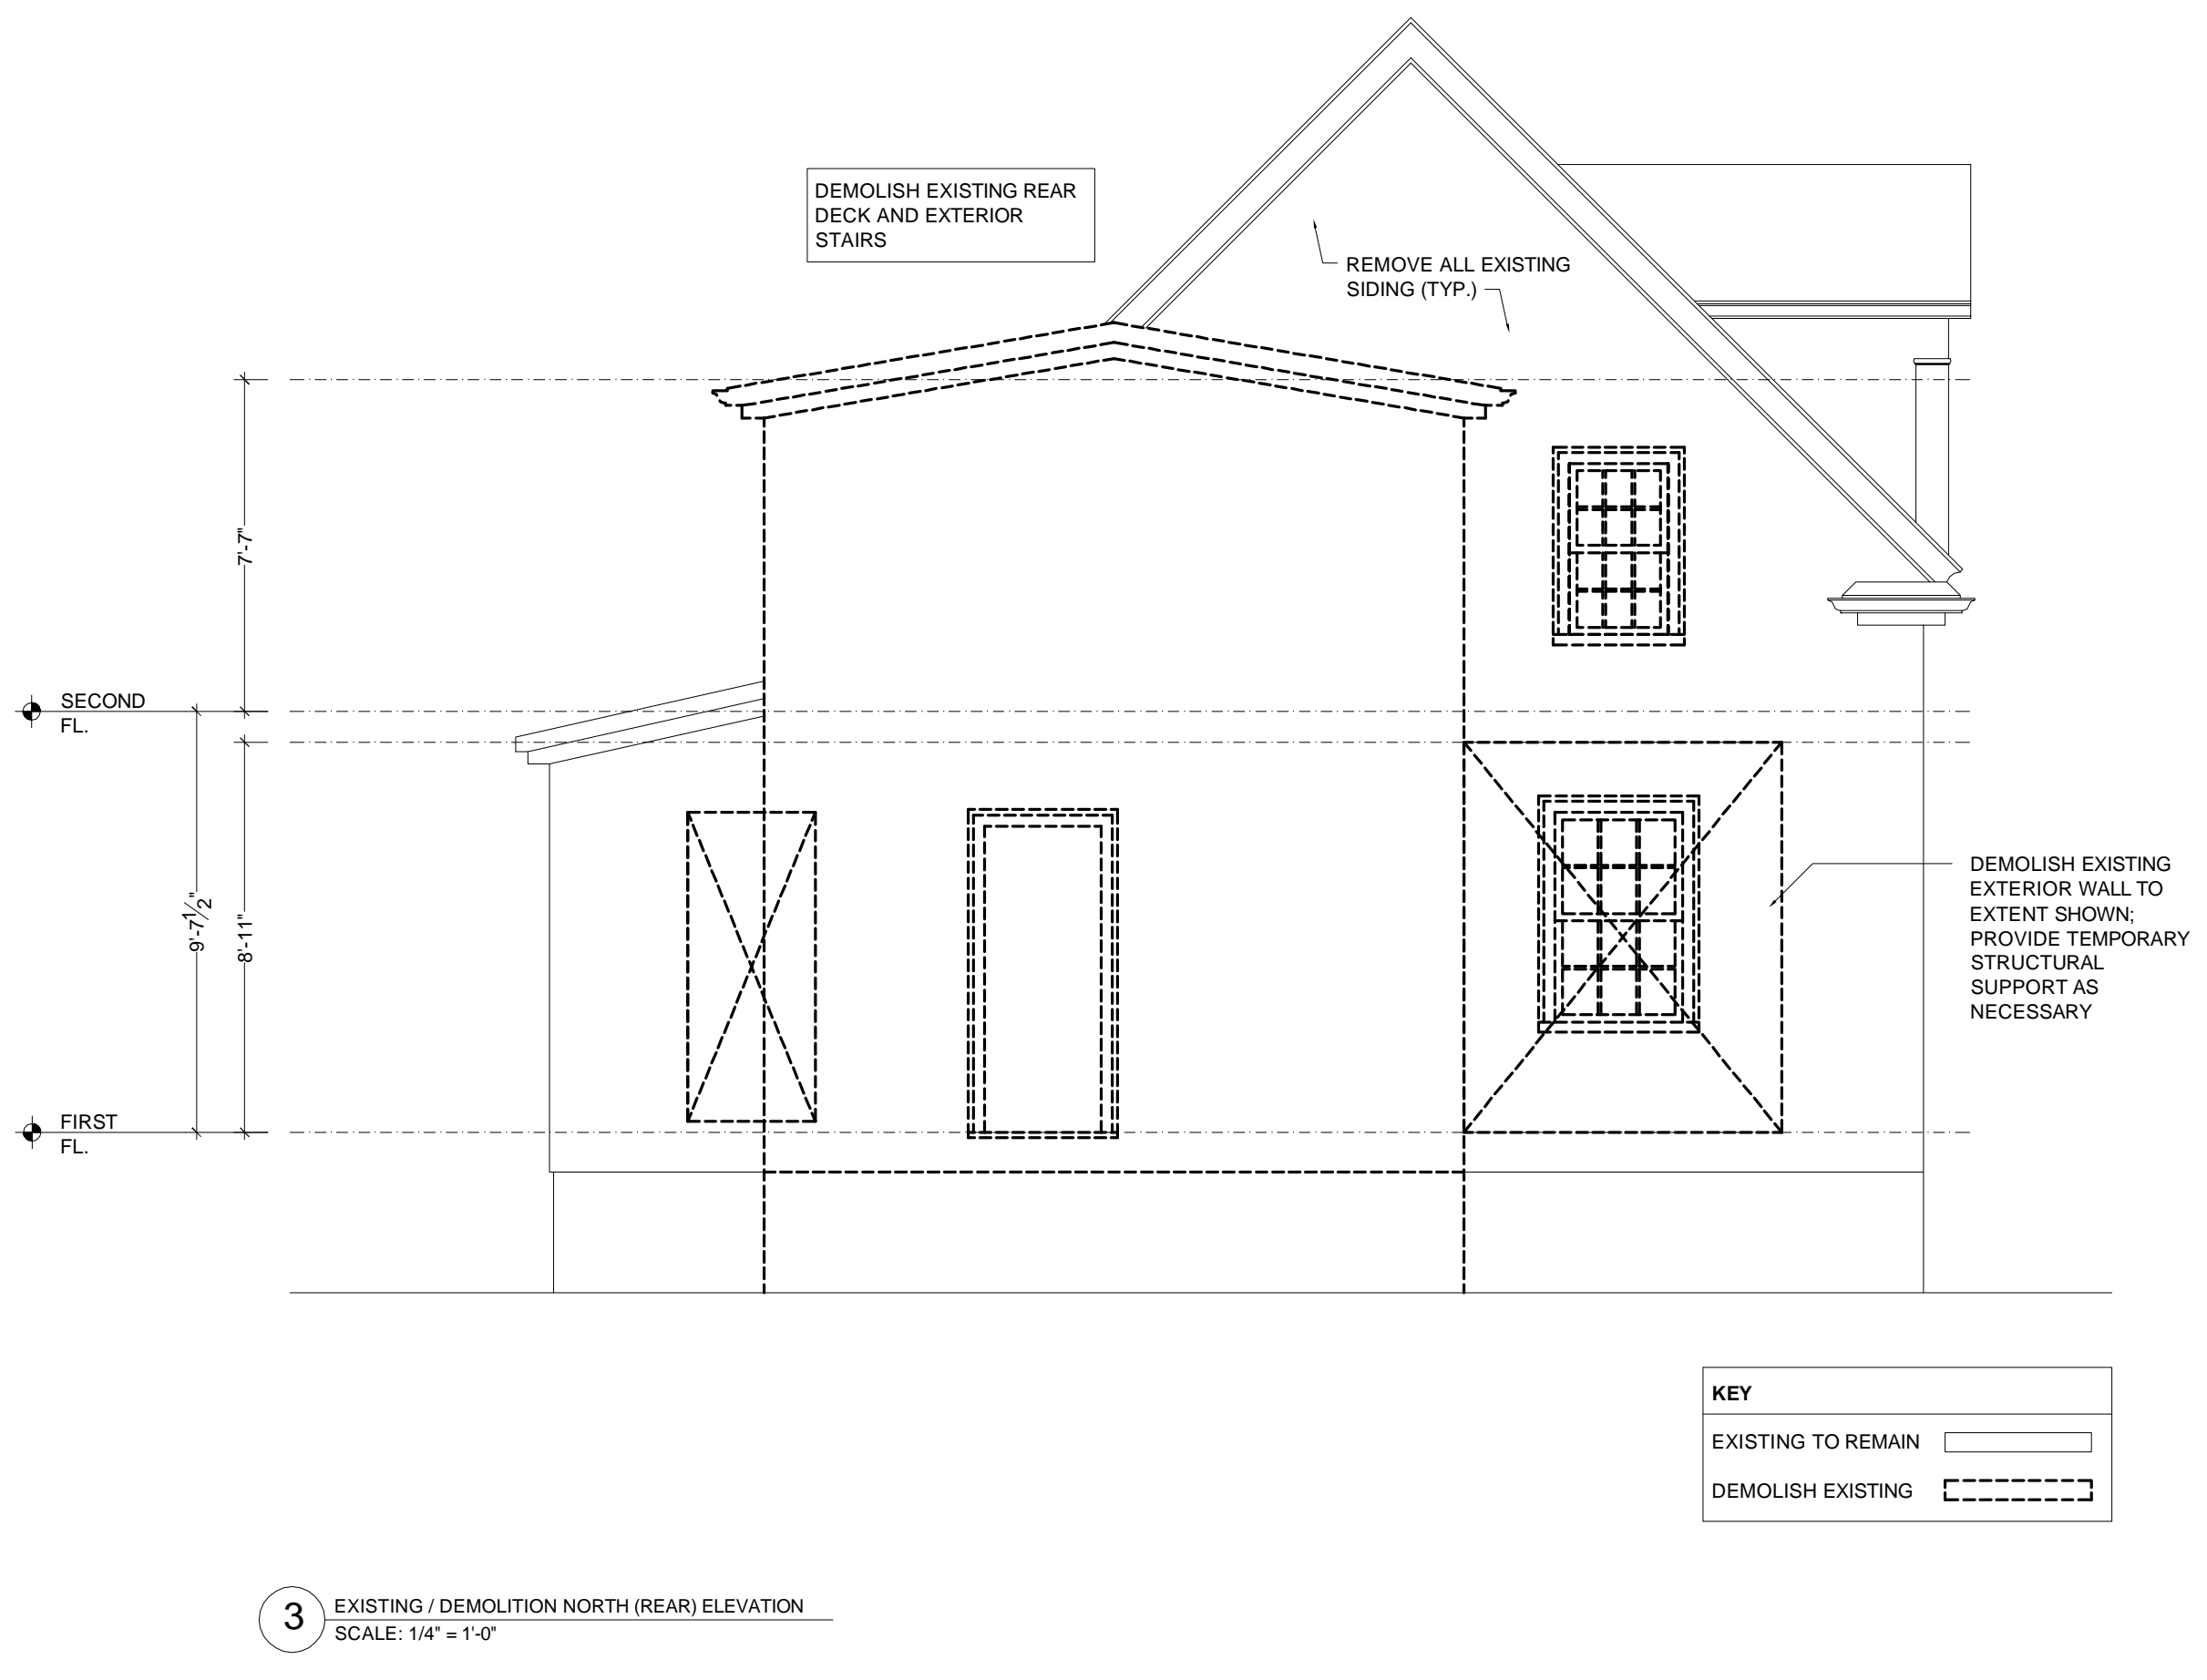 DEMOLISH EXISTING REAR
DECK AND EXTERIOR
STAIRS
REMOVE ALL EXISTING
SIDING (TYP.)
7'-7"
SECOND
FL.
9'-7 1/2"
8'-11"
DEMOLISH EXISTING
EXTERIOR WALL TO
EXTENT SHOWN;
PROVIDE TEMPORARY
STRUCTURAL
SUPPORT AS
NECESSARY
FIRST
FL.
KEY
EXISTING TO REMAIN
DEMOLISH EXISTING
3
EXISTING / DEMOLITION NORTH (REAR) ELEVATION
SCALE: 1/4" = 1'-0"